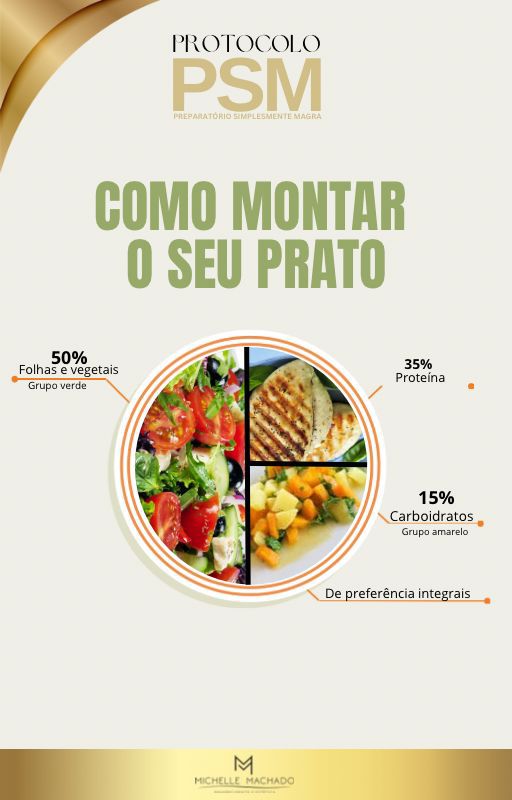 PROTOCOLO
PSM
PREPARATÓRIO SIMPLESMENTE MAGRA
COMO MONTAR
O SEU PRATO
50%
Folhas e vegetais
Grupo verde
35%
Proteína
15%
Carboidratos
Grupo amarelo
De preferência integrais
MICHELLE MACHADO